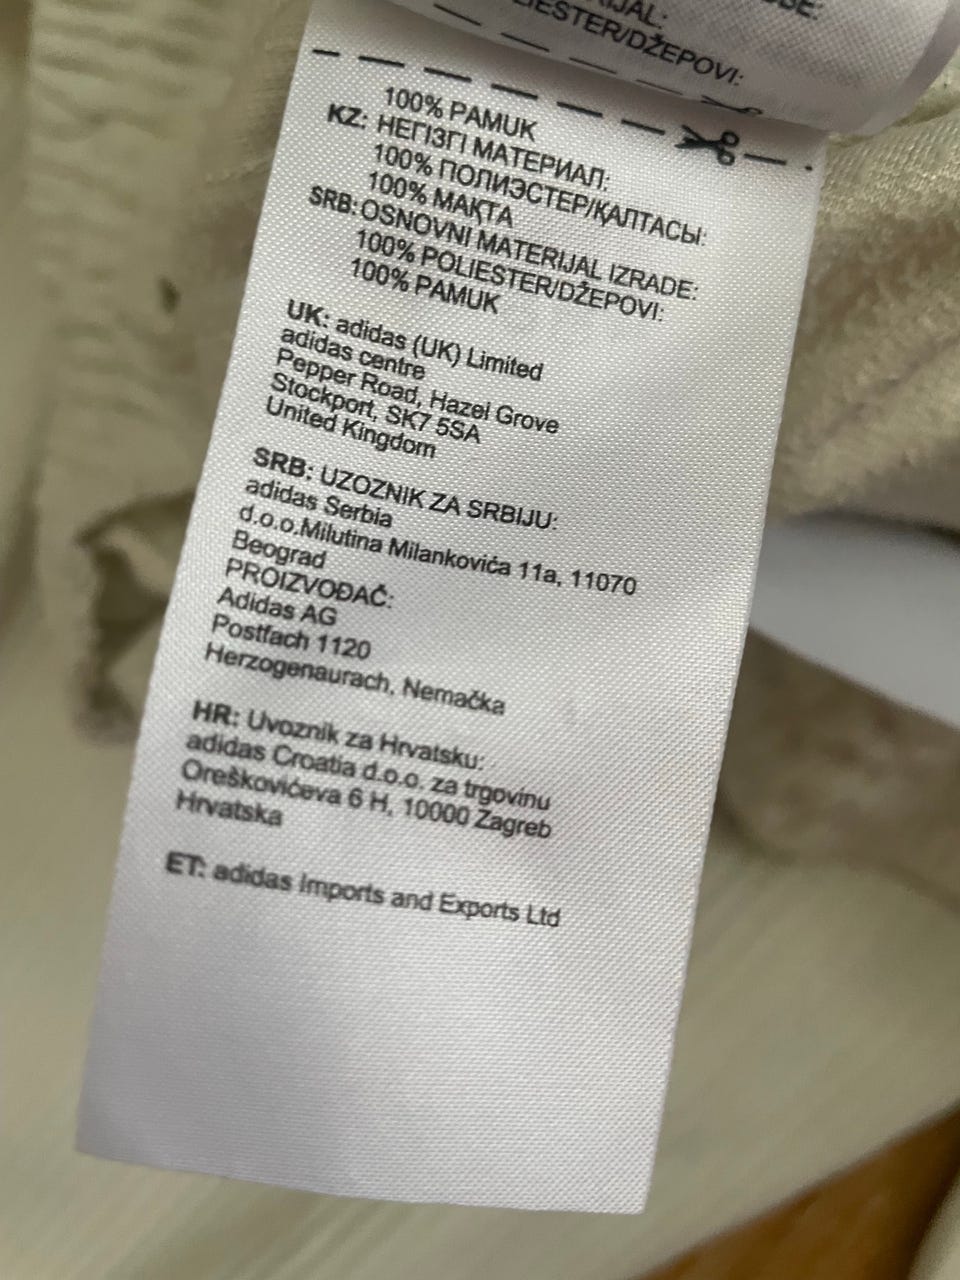 LIESTER/DŽEPOVI:
100% PAMUK
KZ: НЕГІЗГІ МАТЕРИАЛ:
100% ПОЛИЭСТЕР/ҚАЛТАСЫ:
100% МАҚТА
SRB: OSNOVNI MATERIJAL IZRADE:
100% POLIESTER/DŽEPOVI:
100% PAMUK
UK: adidas (UK) Limited
adidas centre
Pepper Road, Hazel Grove
Stockport, SK7 5SA
United Kingdom
SRB: UZOZNIK ZA SRBIJU:
adidas Serbia
d.o.o.Milutina Milankovića 11a, 11070
Beograd
PROIZVOĐAČ:
Adidas AG
Postfach 1120
Herzogenaurach, Nemačka
HR: Uvoznik za Hrvatsku:
adidas Croatia d.o.o. za trgovinu
Oreškovićeva 6 H, 10000 Zagreb
Hrvatska
ET: adidas Imports and Exports Ltd